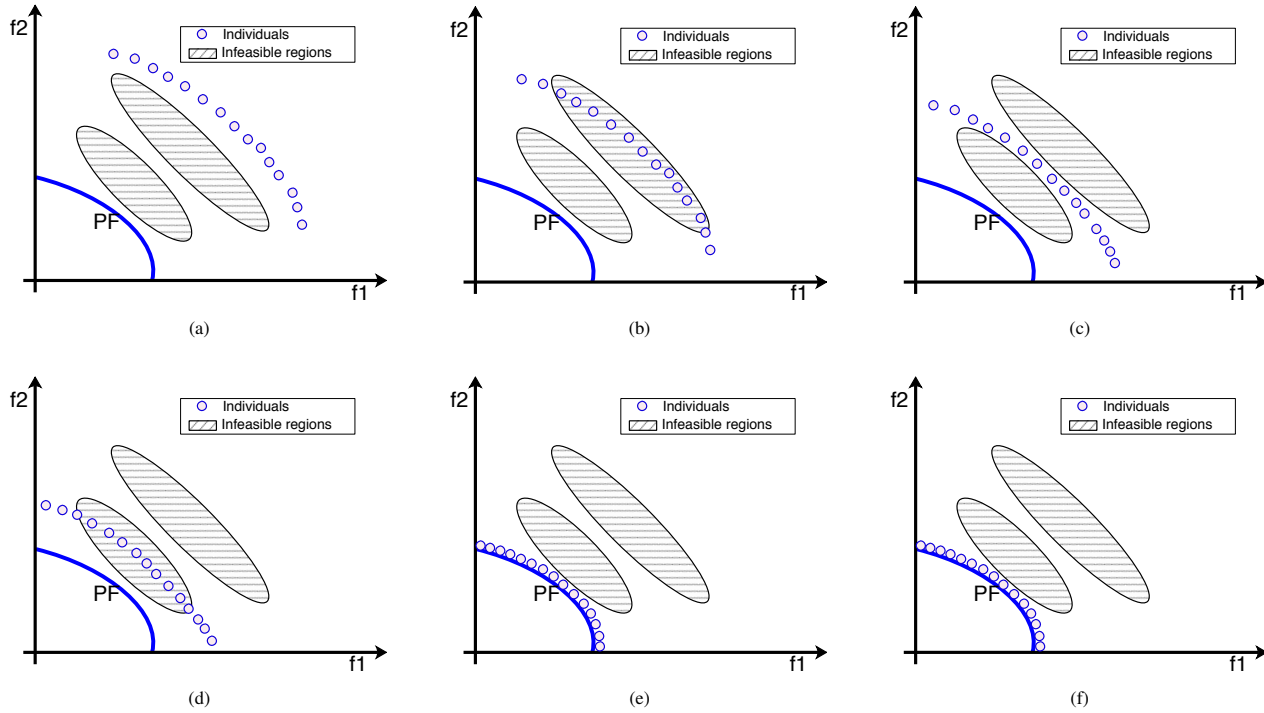 f2
Individuals
Infeasible regions
PF
f1
(a)
f2
Individuals
Infeasible regions
PF
f1
(b)
f2
Individuals
Infeasible regions
PF
f1
(c)
f2
Individuals
Infeasible regions
PF
f1
(d)
f2
Individuals
Infeasible regions
PF
f1
(e)
f2
Individuals
Infeasible regions
PF
f1
(f)